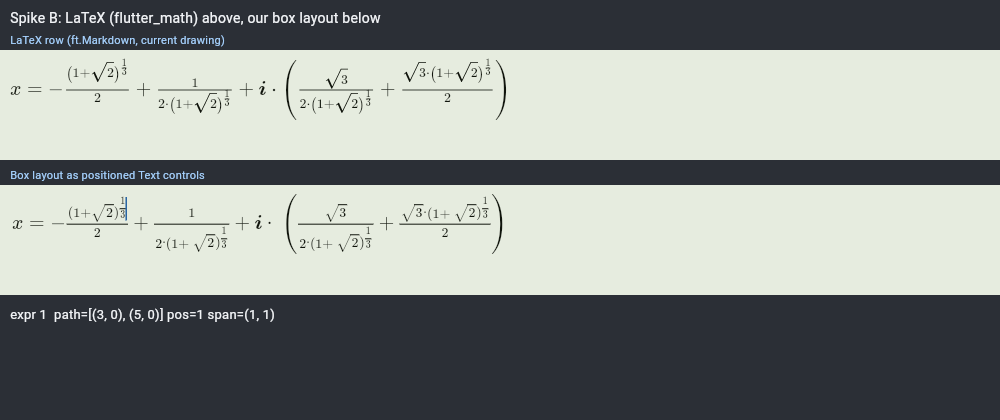 Spike B: LaTeX (flutter_math) above, our box layout below
LaTeX row (ft.Markdown, current drawing)
x = −(1+√2)^(1/3)/2 + 1/(2·(1+√2)^(1/3)) + i · (√3/(2·(1+√2)^(1/3)) + √3·(1+√2)^(1/3)/2)
Box layout as positioned Text controls
x = −(1+√2)^(1/3)/2 + 1/(2·(1+√2)^(1/3)) + i · (√3/(2·(1+√2)^(1/3)) + √3·(1+√2)^(1/3)/2)
expr 1 path=[(3, 0), (5, 0)] pos=1 span=(1, 1)